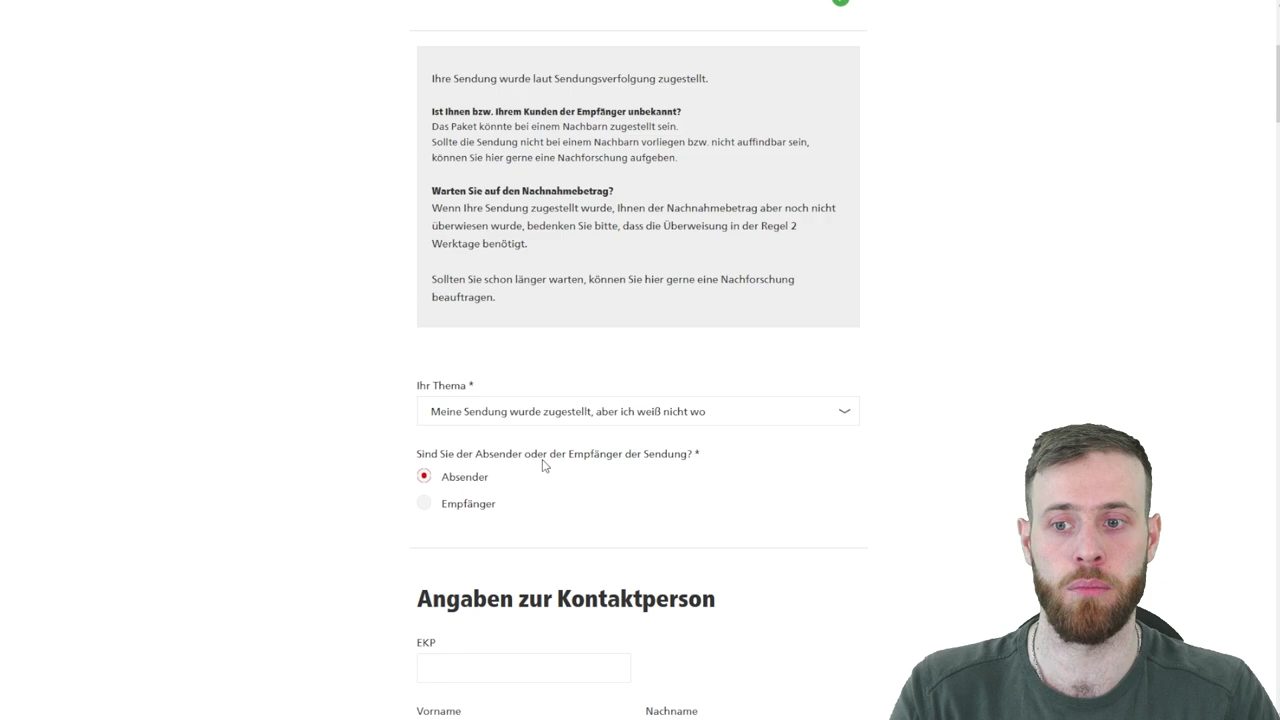 Ihre Sendung wurde laut Sendungsverfolgung zugestellt.
Ist Ihnen bzw. Ihrem Kunden der Empfänger unbekannt?
Das Paket könnte bei einem Nachbarn zugestellt sein.
Sollte die Sendung nicht bei einem Nachbarn vorliegen bzw. nicht auffindbar sein,
können Sie hier gerne eine Nachforschung aufgeben.
Warten Sie auf den Nachnahmebetrag?
Wenn Ihre Sendung zugestellt wurde, Ihnen der Nachnahmebetrag aber noch nicht
überwiesen wurde, bedenken Sie bitte, dass die Überweisung in der Regel 2
Werktage benötigt.
Sollten Sie schon länger warten, können Sie hier gerne eine Nachforschung
beauftragen.
Ihr Thema *
Meine Sendung wurde zugestellt, aber ich weiß nicht wo
Sind Sie der Absender oder der Empfänger der Sendung? *
Absender
Empfänger
Angaben zur Kontaktperson
EKP
Vorname Nachname